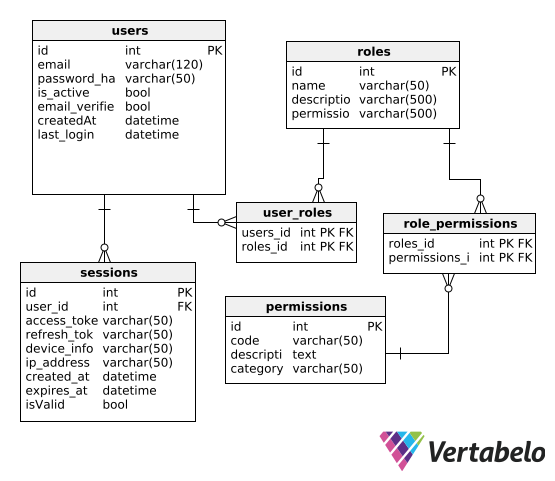 users
id int PK
email varchar(120)
password_ha varchar(50)
is_active bool
email_verifie bool
createdAt datetime
last_login datetime
roles
id int PK
name varchar(50)
descriptio varchar(500)
permissio varchar(500)
user_roles
users_id int PK FK
roles_id int PK FK
role_permissions
roles_id int PK FK
permissions_i int PK FK
sessions
id int PK
user_id int FK
access_toke varchar(50)
refresh_tok varchar(50)
device_info varchar(50)
ip_address varchar(50)
created_at datetime
expires_at datetime
isValid bool
permissions
id int PK
code varchar(50)
descripti text
category varchar(50)
Vertabelo